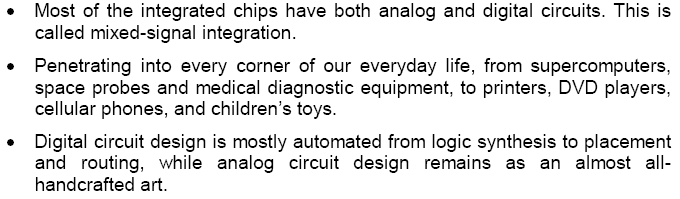 • Most of the integrated chips have both analog and digital circuits. This is
called mixed-signal integration.
• Penetrating into every corner of our everyday life, from supercomputers,
space probes and medical diagnostic equipment, to printers, DVD players,
cellular phones, and children's toys.
• Digital circuit design is mostly automated from logic synthesis to placement
and routing, while analog circuit design remains as an almost all-
handcrafted art.